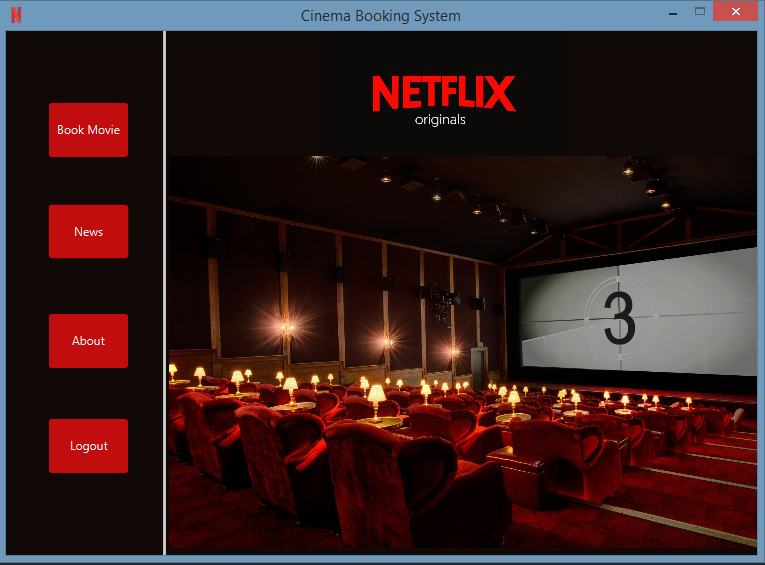 N
Cinema Booking System
NETFLIX
originals
Book Movie
News
About
Logout
3